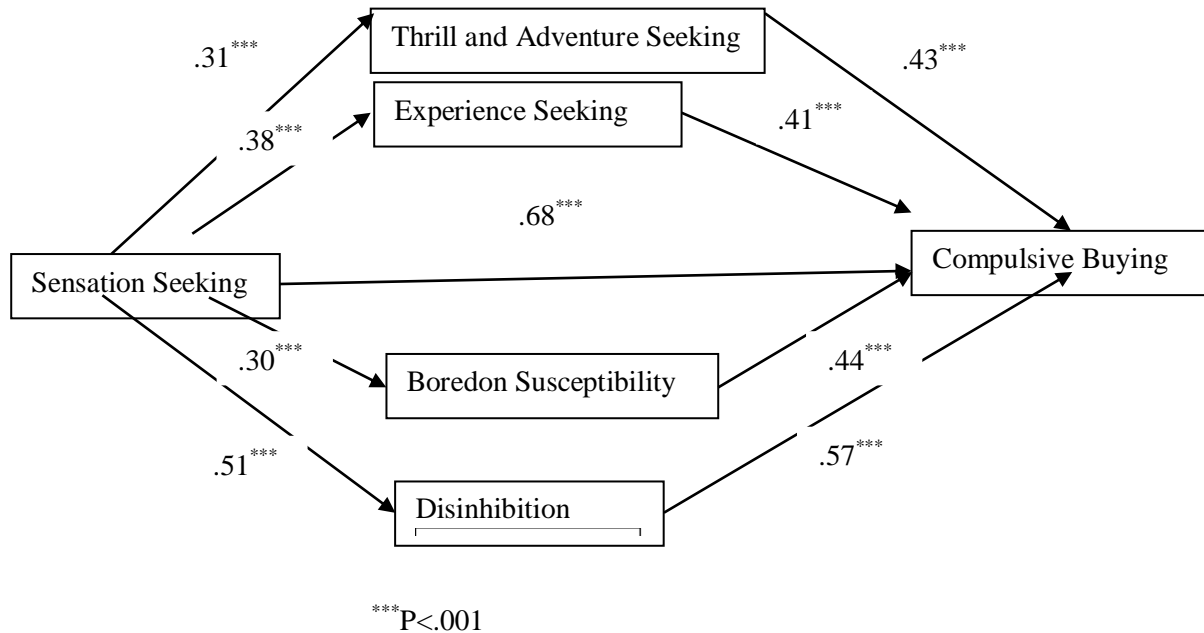 Thrill and Adventure Seeking
.31***
.43***
Experience Seeking
.41***
.38***
.68***
Compulsive Buying
Sensation Seeking
.30***
Boredon Susceptibility
.44***
.51***
.57***
Disinhibition
***P<.001